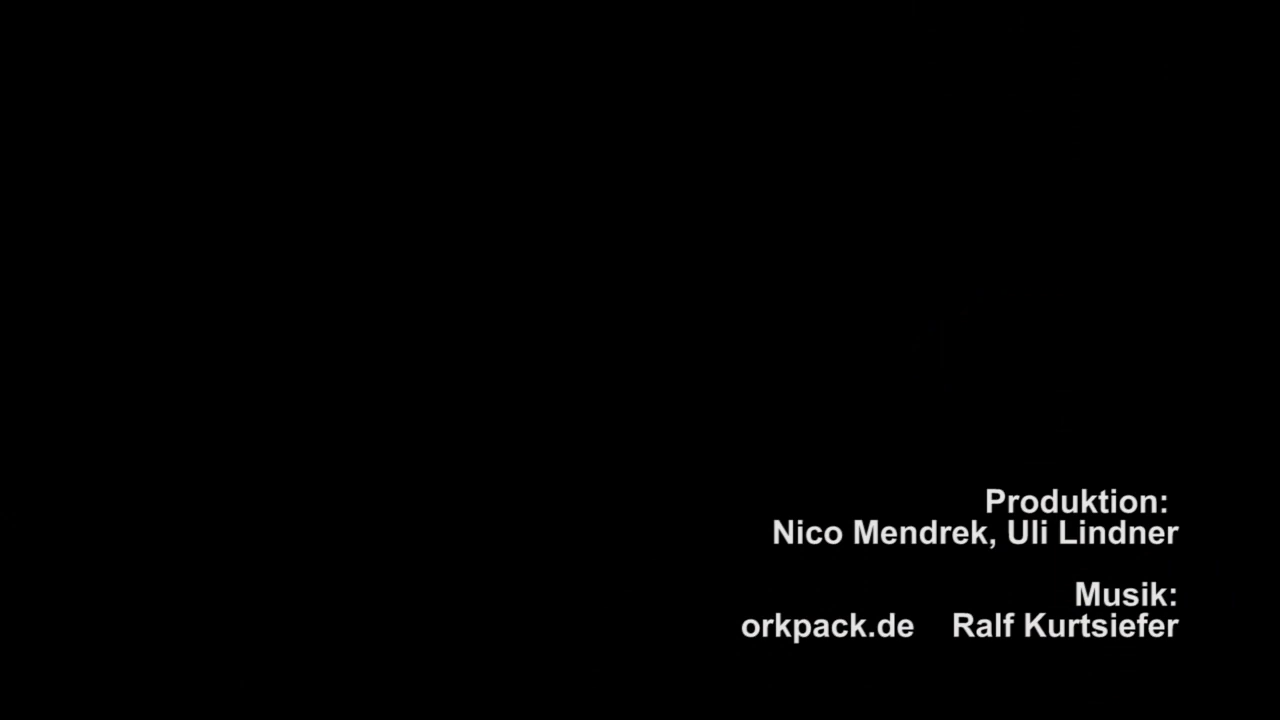 Produktion:
Nico Mendrek, Uli Lindner
Musik:
orkpack.de Ralf Kurtsiefer